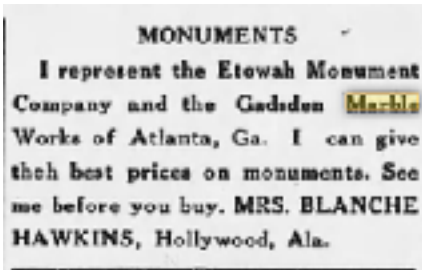 MONUMENTS
I represent the Etowah Monument
Company and the Gadsden Marble
Works of Atlanta, Ga. I can give
theh best prices on monuments. See
me before you buy. MRS. BLANCHE
HAWKINS, Hollywood, Ala.